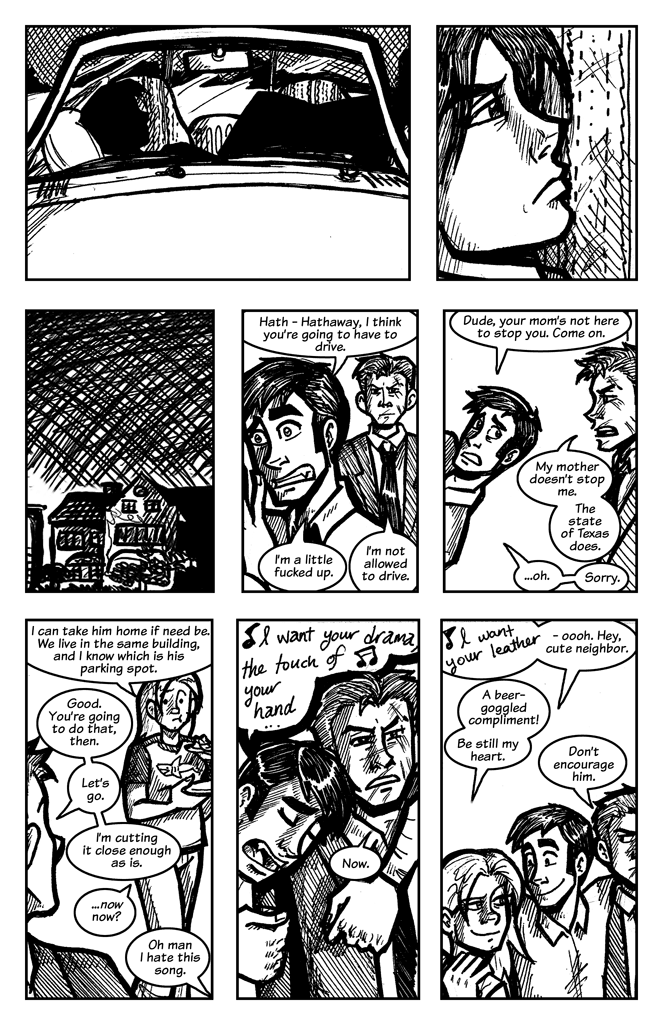 Hath - Hathaway, I think
you're going to have to
drive.
I'm a little
fucked up.
I'm not
allowed
to drive.
Dude, your mom's not here
to stop you. Come on.
My mother
doesn't stop
me.
The
state
of Texas
does.
...oh.
Sorry.
I can take him home if need be.
We live in the same building,
and I know which is his
parking spot.
Good.
You're going
to do that,
then.
Let's
go.
I'm cutting
it close enough
as is.
...now
now?
Oh man
I hate this
song.
I want your drama
the touch of
your
hand
...
Now.
I want
your leather
- oooh. Hey,
cute neighbor.
A beer-
goggled
compliment!
Be still my
heart.
Don't
encourage
him.